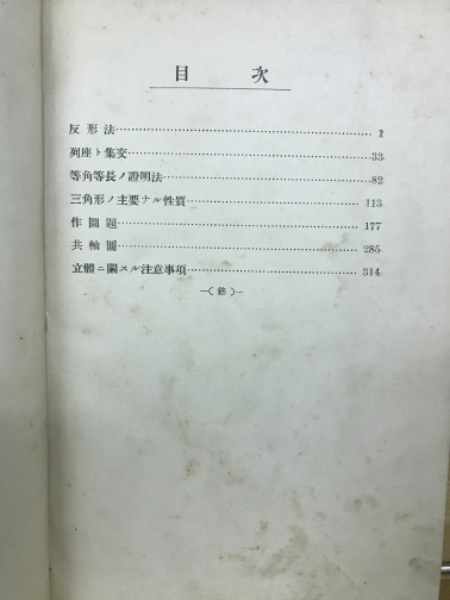 目 次
反形法 1
列座ト集変 33
等角等長ノ證明法 82
三角形ノ主要ナル性質 113
作圖題 177
共軸圓 285
立體ニ關スル注意事項 314
—(終)—